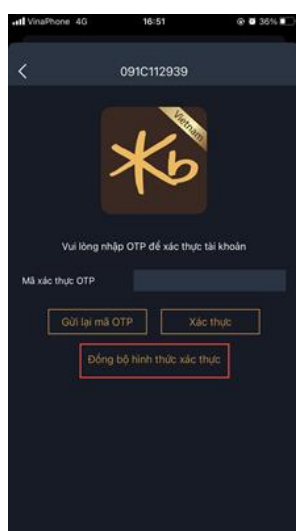 VinaPhone 4G 16:51 36%
091C112939
Vietnam
Kb
Vui lòng nhập OTP để xác thực tài khoản
Mã xác thực OTP
Gửi lại mã OTP Xác thực
Đồng bộ hình thức xác thực